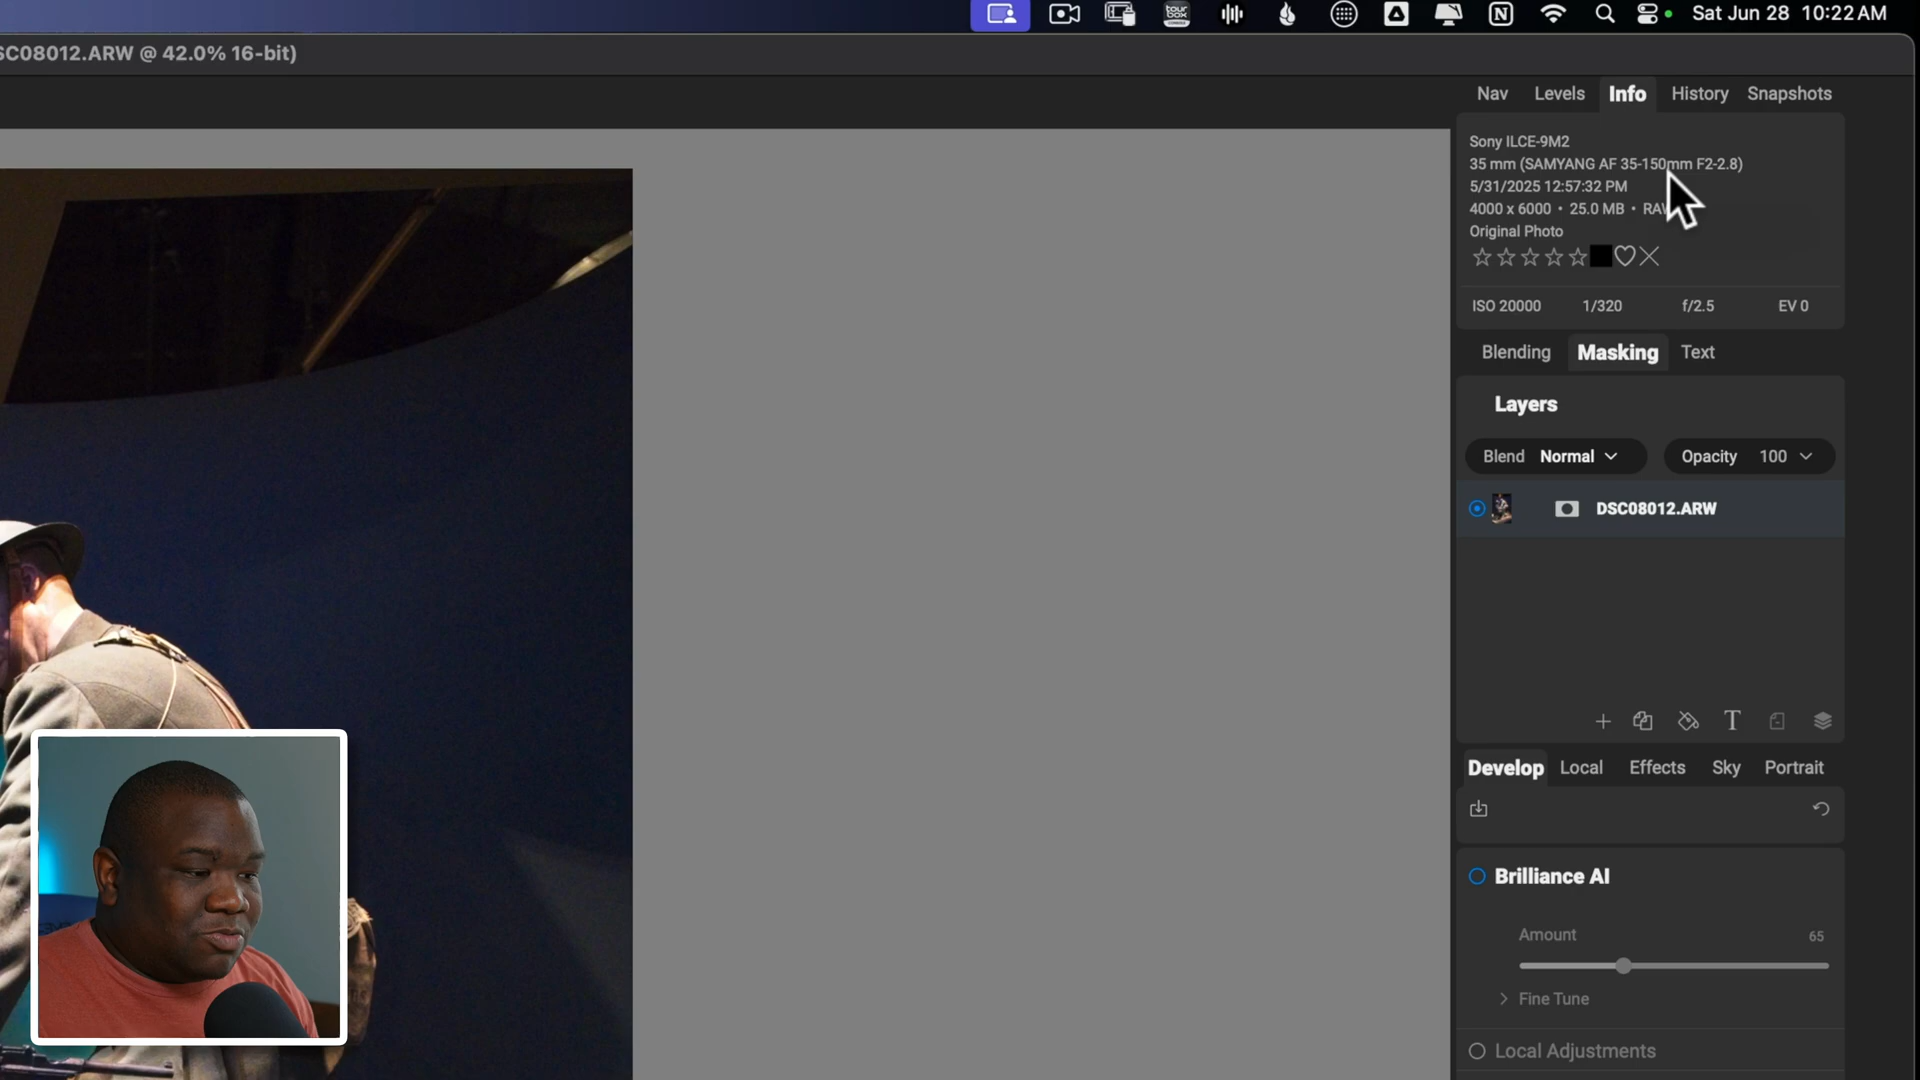 Sat Jun 28 10:22 AM
SC08012.ARW @ 42.0% 16-bit)
Nav Levels Info History Snapshots
Sony ILCE-9M2
35 mm (SAMYANG AF 35-150mm F2-2.8)
5/31/2025 12:57:32 PM
4000 x 6000 • 25.0 MB • RAW
Original Photo
ISO 20000 1/320 f/2.5 EV 0
Blending Masking Text
Layers
Blend Normal Opacity 100
DSC08012.ARW
Develop Local Effects Sky Portrait
Brilliance AI
Amount 65
Fine Tune
Local Adjustments